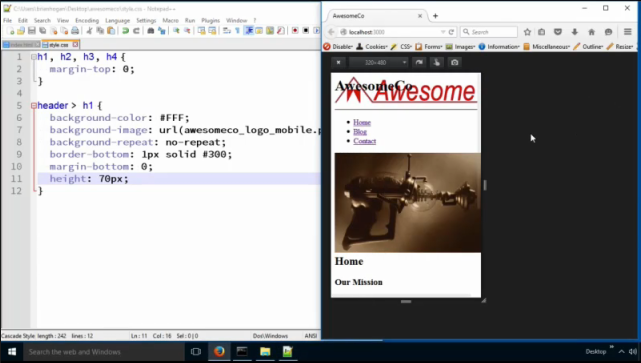 C:\Users\brianhogan\awesomeco\style.css - Notepad++
File Edit Search View Encoding Language Settings Macro Run Plugins Window ?
index.html style.css
1 h1, h2, h3, h4 {
2 margin-top: 0;
3 }
4
5 header > h1 {
6 background-color: #FFF;
7 background-image: url(awesomeco_logo_mobile.p
8 background-repeat: no-repeat;
9 border-bottom: 1px solid #300;
10 margin-bottom: 0;
11 height: 70px;
12 }
Cascade Style length : 242 lines : 12 Ln : 11 Col : 16 Sel : 0 | 0 Dos\Windows ANSI
AwesomeCo
localhost
Search
Disable Cookies CSS Forms Images Information Miscellaneous Outline Resize
320×480
AwesomeCo
Awesome
Home
Blog
Contact
Home
Our Mission
Search the web and Windows
Desktop